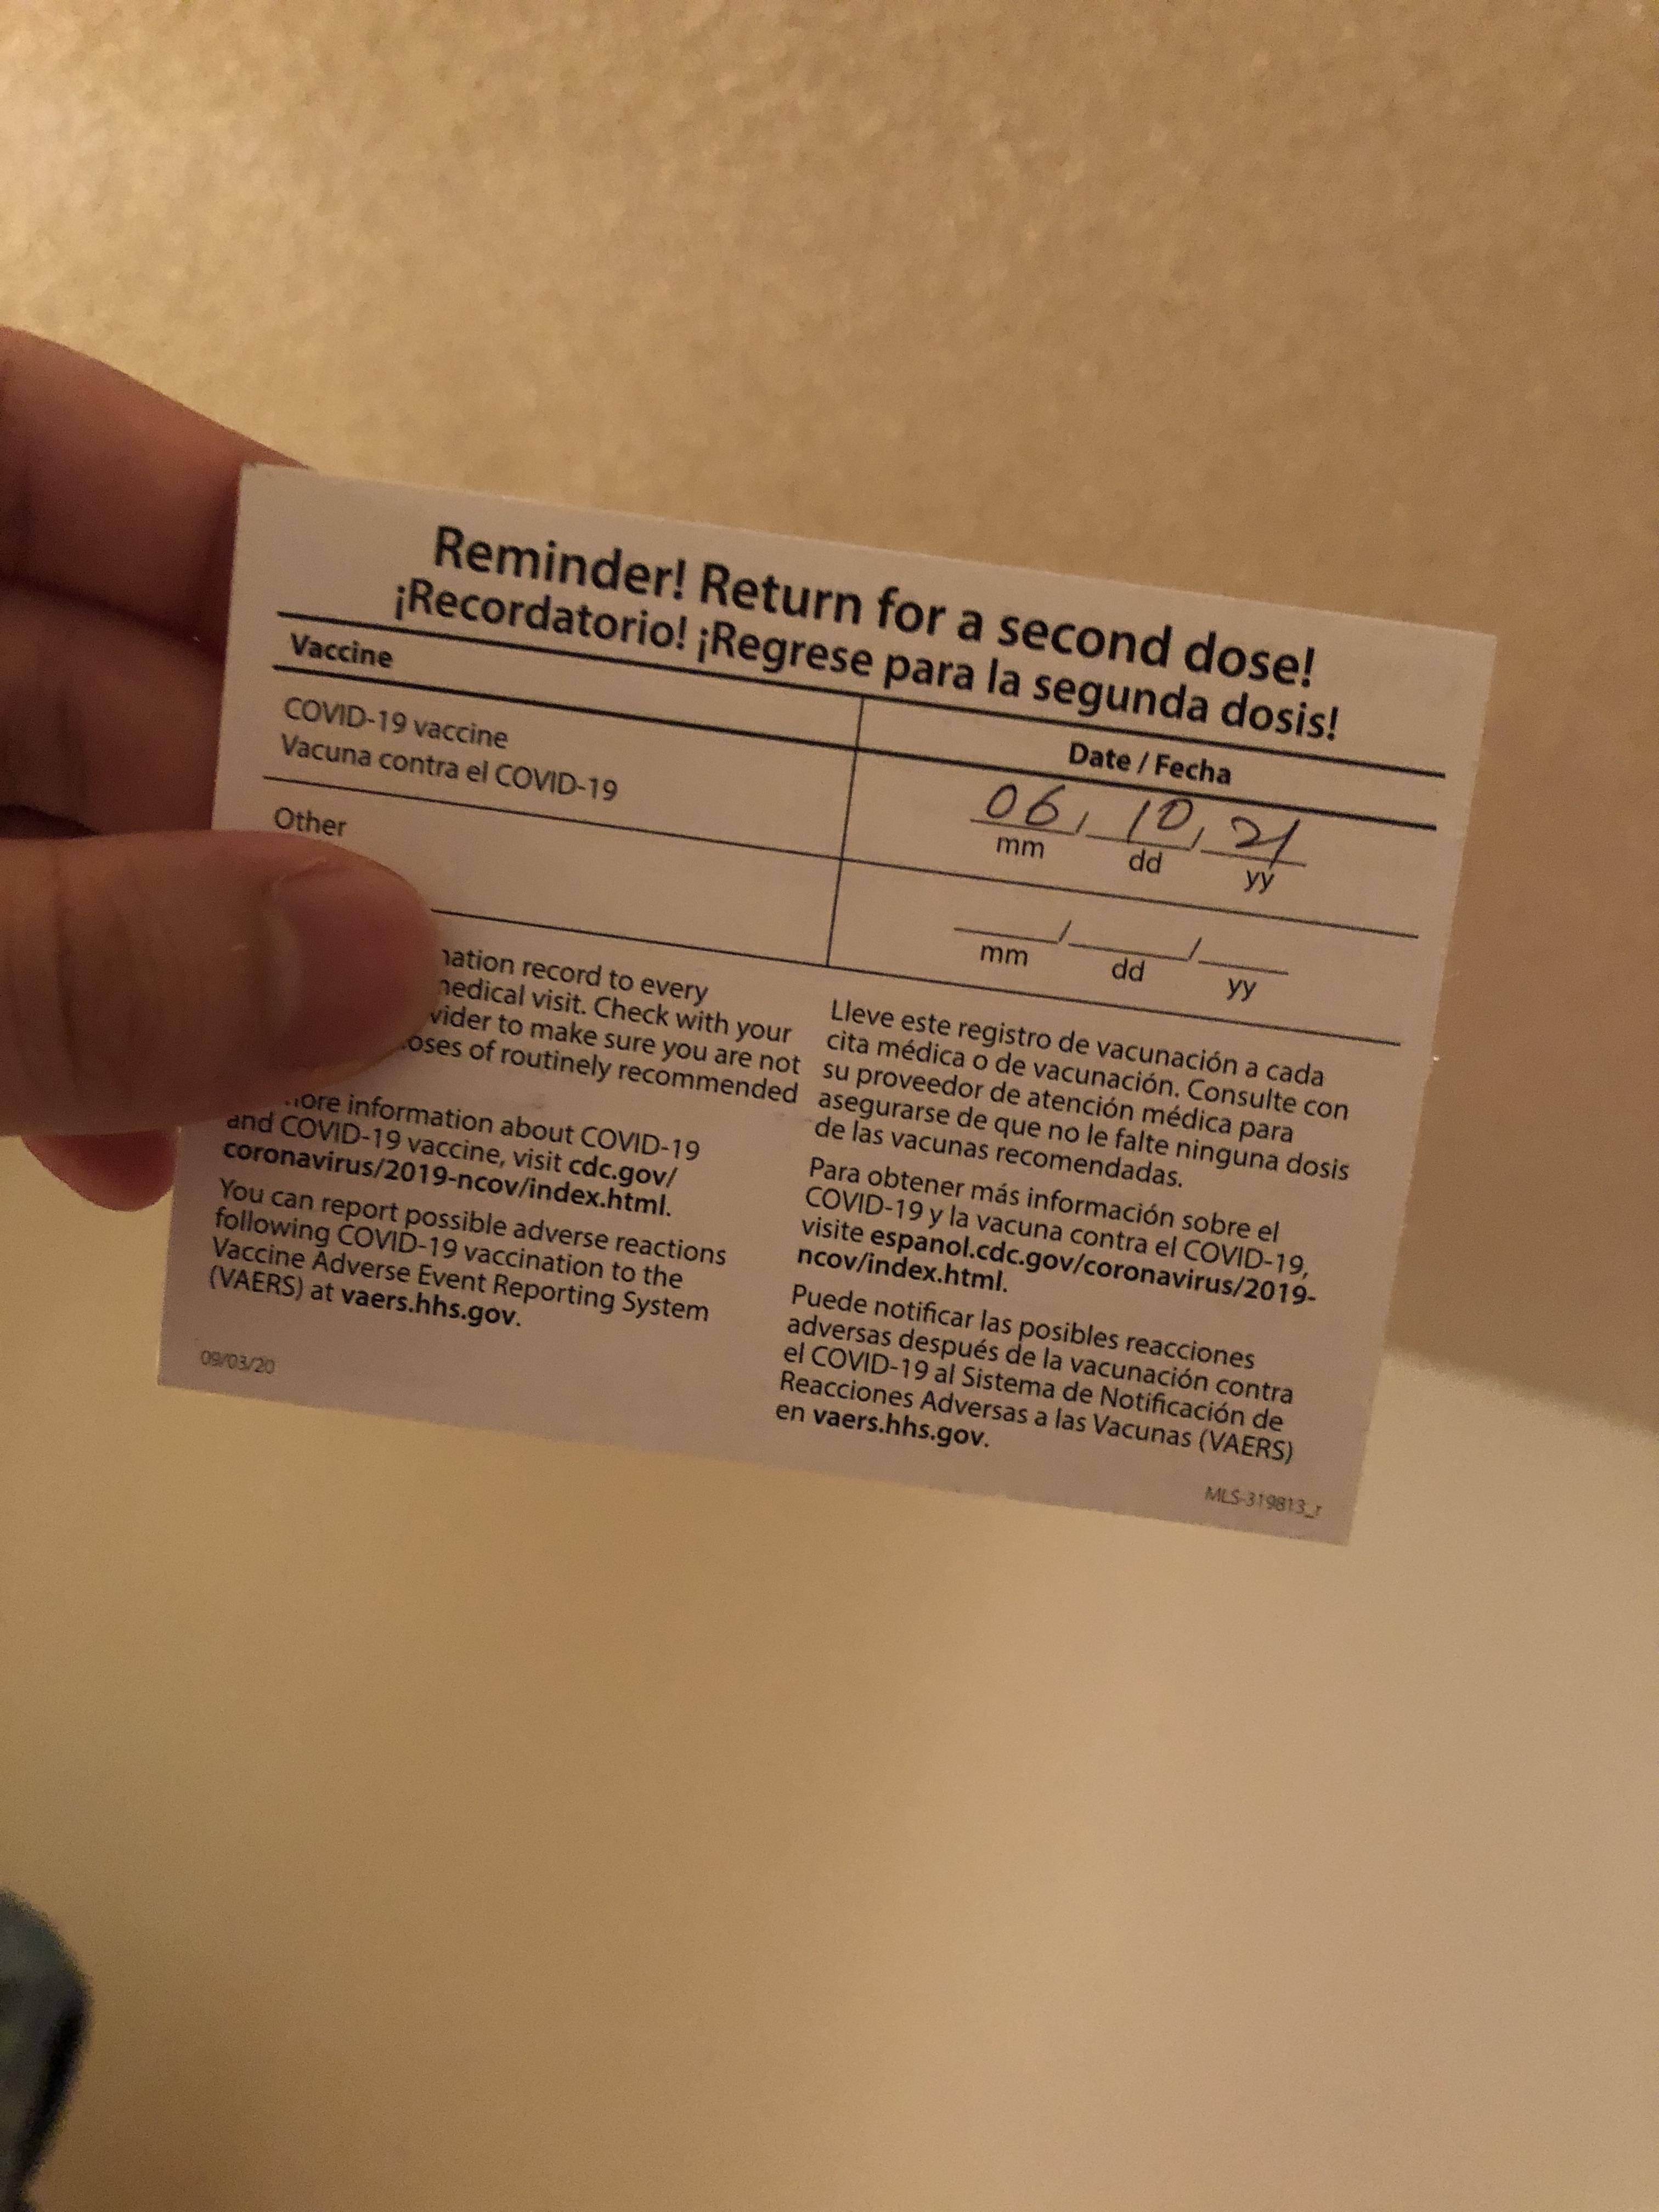 Reminder! Return for a second dose!
¡Recordatorio! ¡Regrese para la segunda dosis!
Vaccine
Date / Fecha
COVID-19 vaccine
Vacuna contra el COVID-19
06 / 10 / 21
mm dd yy
Other
/ /
mm dd yy
record to every
visit. Check with your
to make sure you are not
of routinely recommended
information about COVID-19
and COVID-19 vaccine, visit cdc.gov/
coronavirus/2019-ncov/index.html.
You can report possible adverse reactions
following COVID-19 vaccination to the
Vaccine Adverse Event Reporting System
(VAERS) at vaers.hhs.gov.
09/03/20
Lleve este registro de vacunación a cada
cita médica o de vacunación. Consulte con
su proveedor de atención médica para
asegurarse de que no le falte ninguna dosis
de las vacunas recomendadas.
Para obtener más información sobre el
COVID-19 y la vacuna contra el COVID-19,
visite espanol.cdc.gov/coronavirus/2019-
ncov/index.html.
Puede notificar las posibles reacciones
adversas después de la vacunación contra
el COVID-19 al Sistema de Notificación de
Reacciones Adversas a las Vacunas (VAERS)
en vaers.hhs.gov.
MLS-319813_r